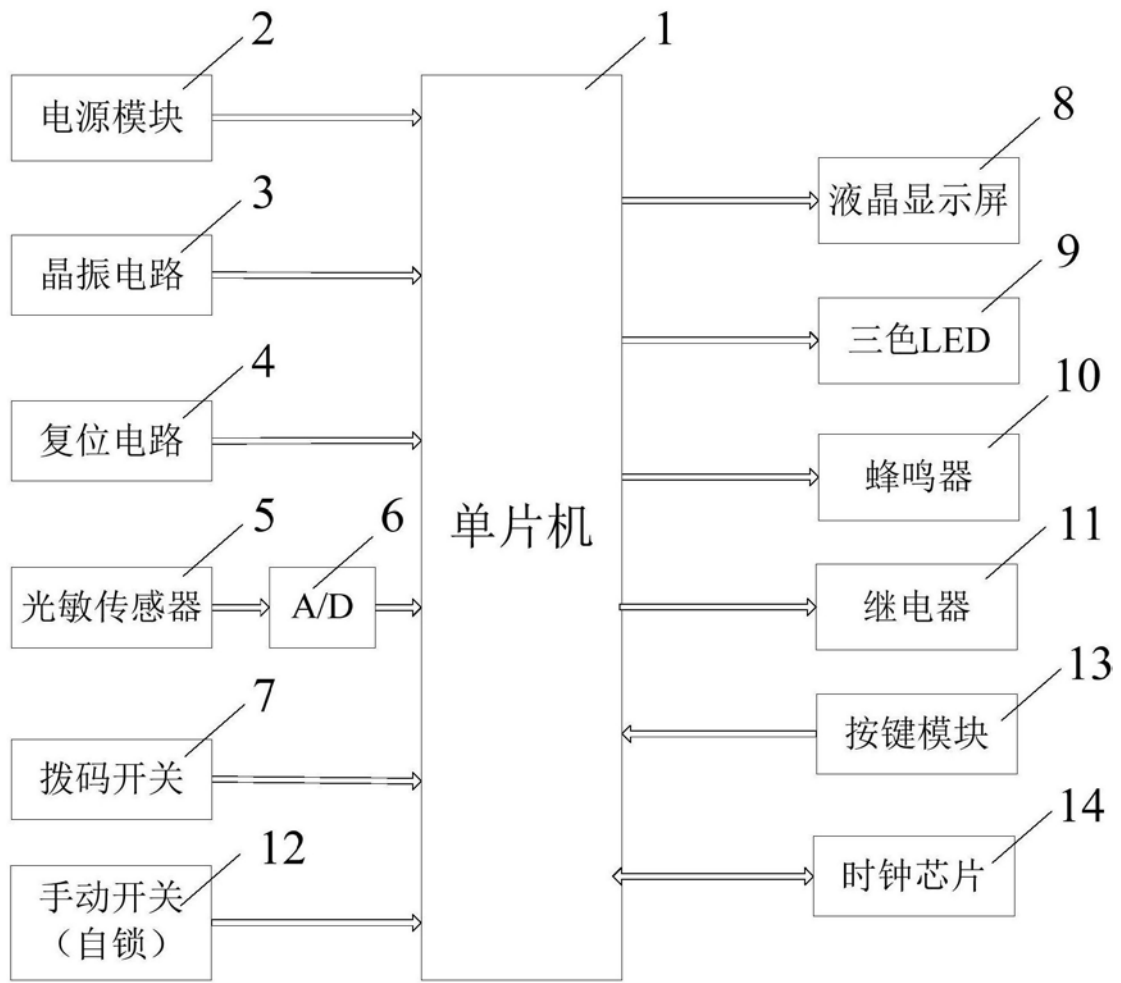 2
电源模块
3
晶振电路
4
复位电路
5
光敏传感器
6
A/D
7
拨码开关
12
手动开关
（自锁）
1
单片机
8
液晶显示屏
9
三色LED
10
蜂鸣器
11
继电器
13
按键模块
14
时钟芯片